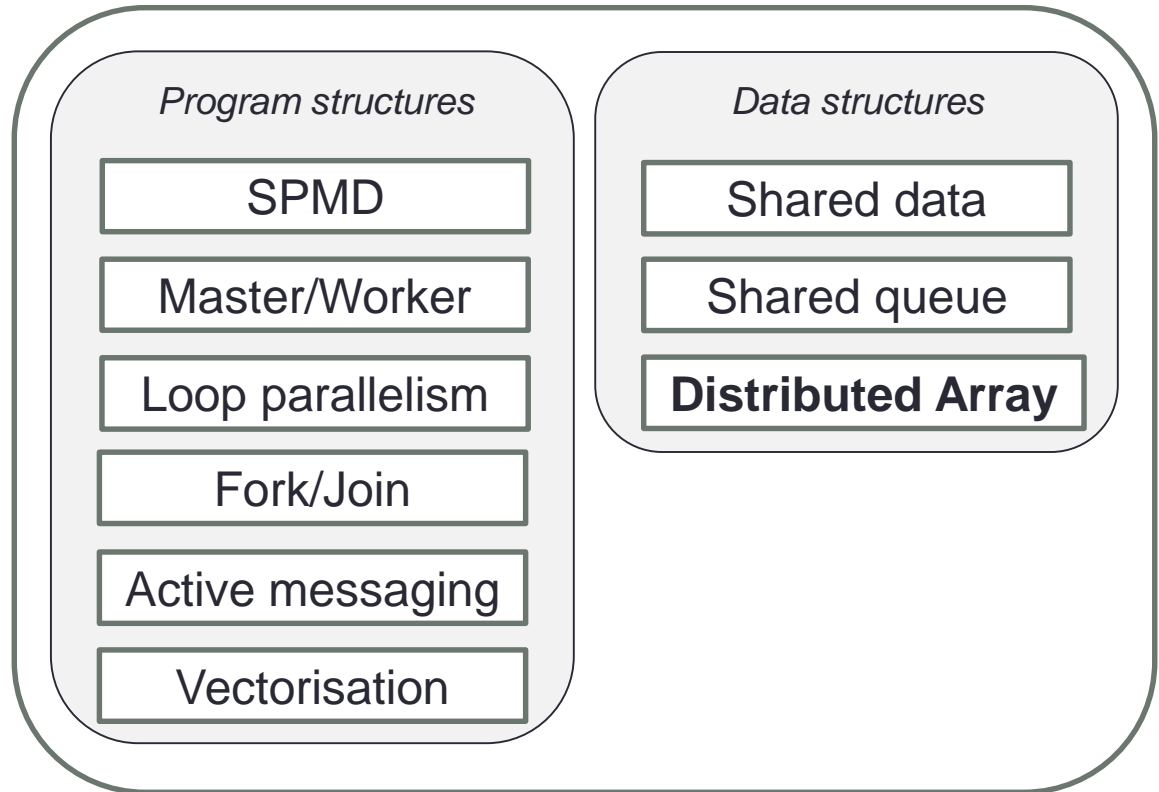 Program structures
SPMD
Master/Worker
Loop parallelism
Fork/Join
Active messaging
Vectorisation
Data structures
Shared data
Shared queue
Distributed Array